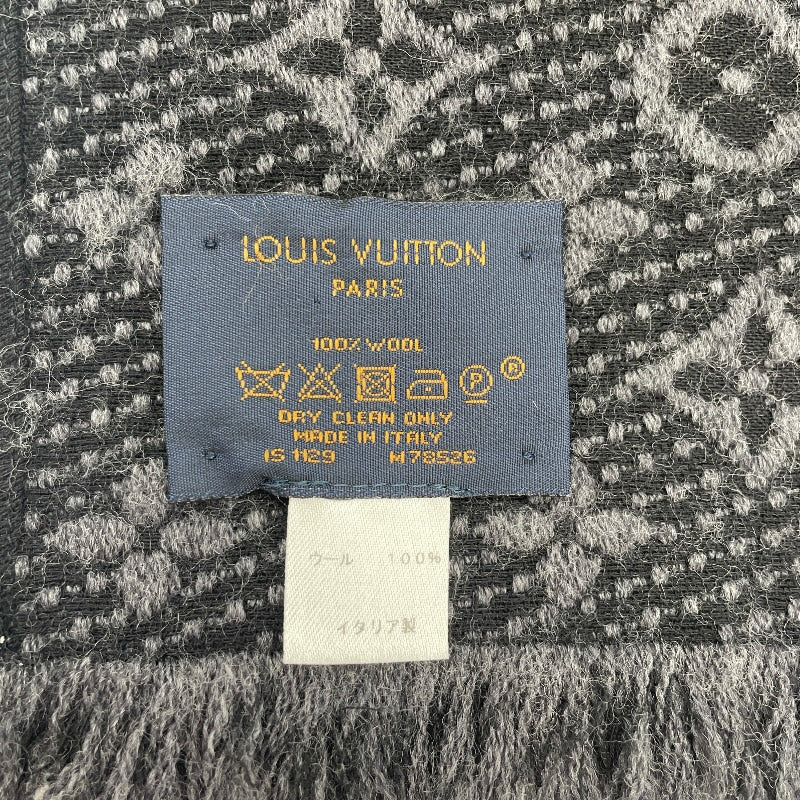 LOUIS VUITTON
PARIS
100% WOOL
P R
DRY CLEAN ONLY
MADE IN ITALY
IS 1129 M78526
ウール 100%
イタリア製